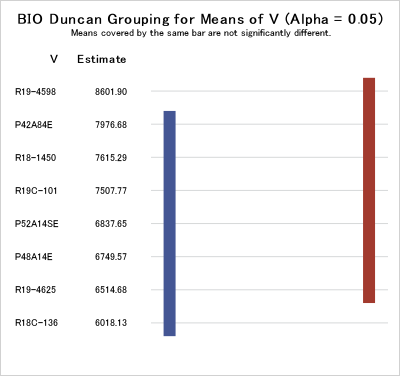 BIO Duncan Grouping for Means of V (Alpha = 0.05)
Means covered by the same bar are not significantly different.
V Estimate
R19-4598 8601.90
P42A84E 7976.68
R18-1450 7615.29
R19C-101 7507.77
P52A14SE 6837.65
P48A14E 6749.57
R19-4625 6514.68
R18C-136 6018.13